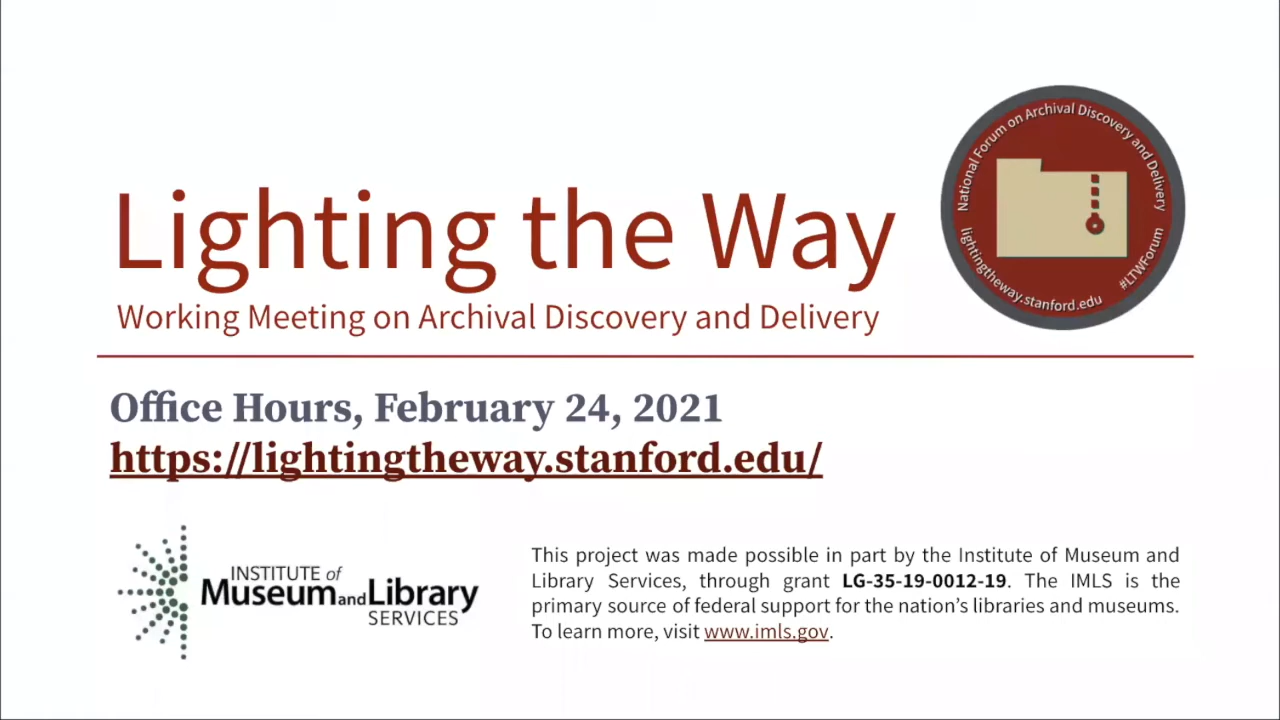 National Forum on Archival Discovery and Delivery
lightingtheway.stanford.edu
#LTWForum
Lighting the Way
Working Meeting on Archival Discovery and Delivery
Office Hours, February 24, 2021
https://lightingtheway.stanford.edu/
INSTITUTE of
Museum and Library
SERVICES
This project was made possible in part by the Institute of Museum and
Library Services, through grant LG-35-19-0012-19. The IMLS is the
primary source of federal support for the nation's libraries and museums.
To learn more, visit www.imls.gov.